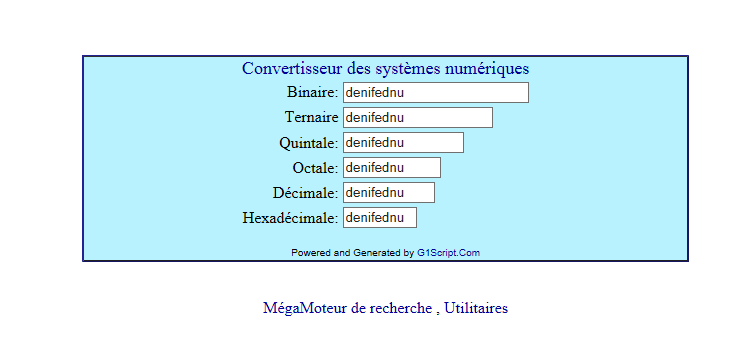 Convertisseur des systèmes numériques
Binaire: denifednu
Ternaire denifednu
Quintale: denifednu
Octale: denifednu
Décimale: denifednu
Hexadécimale: denifednu
Powered and Generated by G1Script.Com
MégaMoteur de recherche , Utilitaires